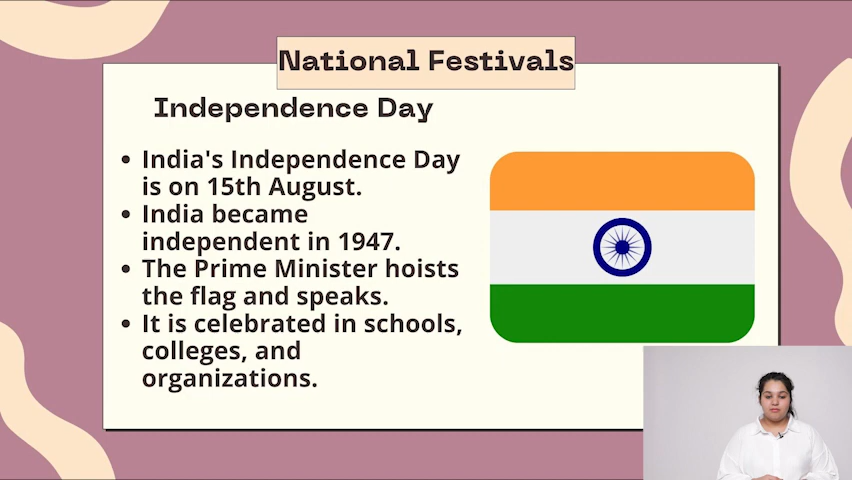 National Festivals
Independence Day
• India's Independence Day
is on 15th August.
• India became
independent in 1947.
• The Prime Minister hoists
the flag and speaks.
• It is celebrated in schools,
colleges, and
organizations.